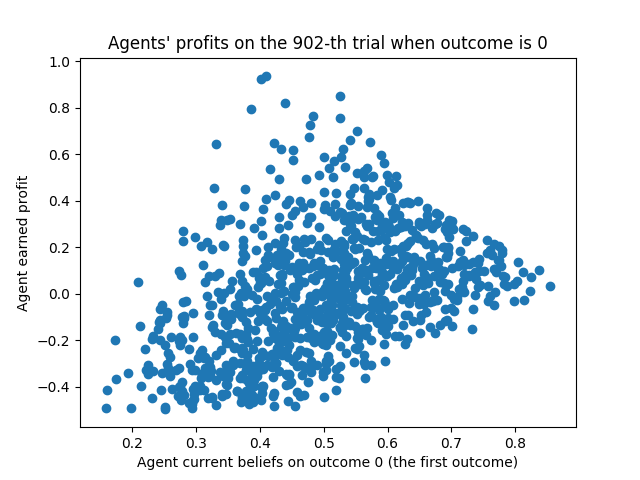 Agents' profits on the 902-th trial when outcome is 0
Agent earned profit
1.0
0.8
0.6
0.4
0.2
0.0
−0.2
−0.4
0.2 0.3 0.4 0.5 0.6 0.7 0.8
Agent current beliefs on outcome 0 (the first outcome)